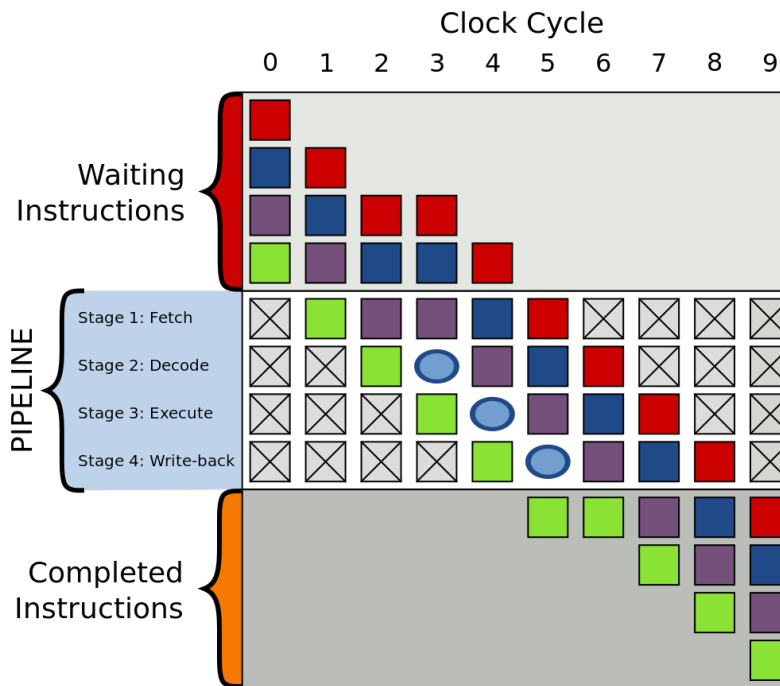 Clock Cycle
0 1 2 3 4 5 6 7 8 9
Waiting
Instructions
PIPELINE
Stage 1: Fetch
Stage 2: Decode
Stage 3: Execute
Stage 4: Write-back
Completed
Instructions